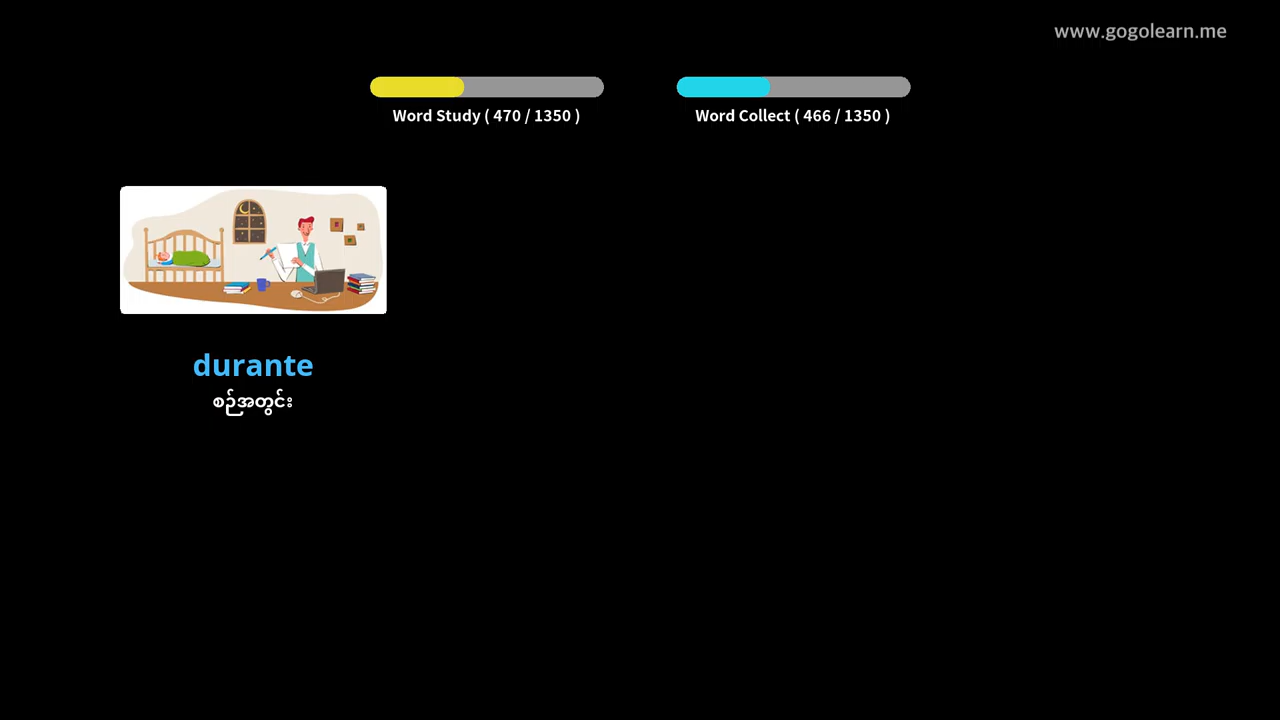 www.gogolearn.me
Word Study ( 470 / 1350 )
Word Collect ( 466 / 1350 )
durante
စဉ်အတွင်း